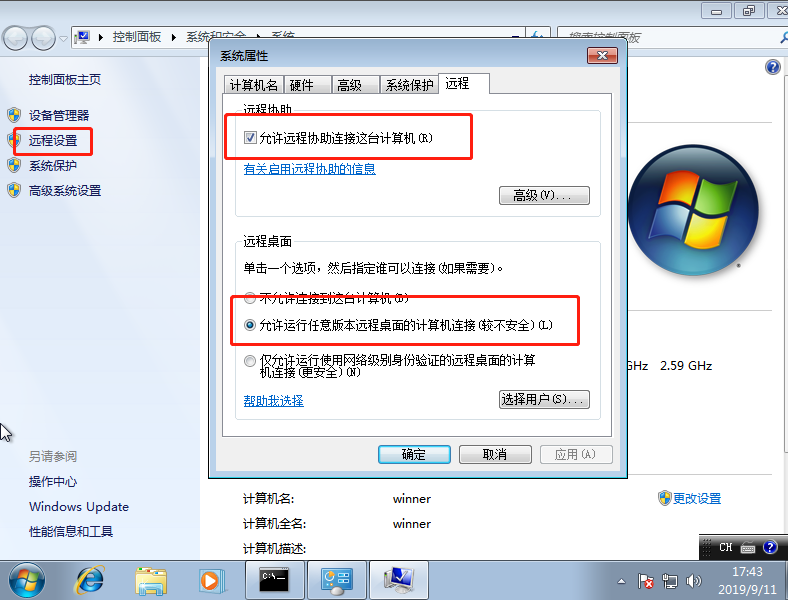 控制面板 ▸ 系统和安全 ▸ 系统
搜索控制面板
控制面板主页
设备管理器
远程设置
系统保护
高级系统设置
系统属性
计算机名 硬件 高级 系统保护 远程
远程协助
允许远程协助连接这台计算机(R)
有关启用远程协助的信息
高级(V)...
远程桌面
单击一个选项，然后指定谁可以连接(如果需要)。
不允许连接到这台计算机(D)
允许运行任意版本远程桌面的计算机连接(较不安全)(L)
仅允许运行使用网络级别身份验证的远程桌面的计算
机连接(更安全)(N)
帮助我选择
选择用户(S)...
确定 取消 应用(A)
GHz 2.59 GHz
另请参阅
操作中心
Windows Update
性能信息和工具
计算机名: winner
更改设置
计算机全名: winner
计算机描述:
CH
C:\
17:43
2019/9/11